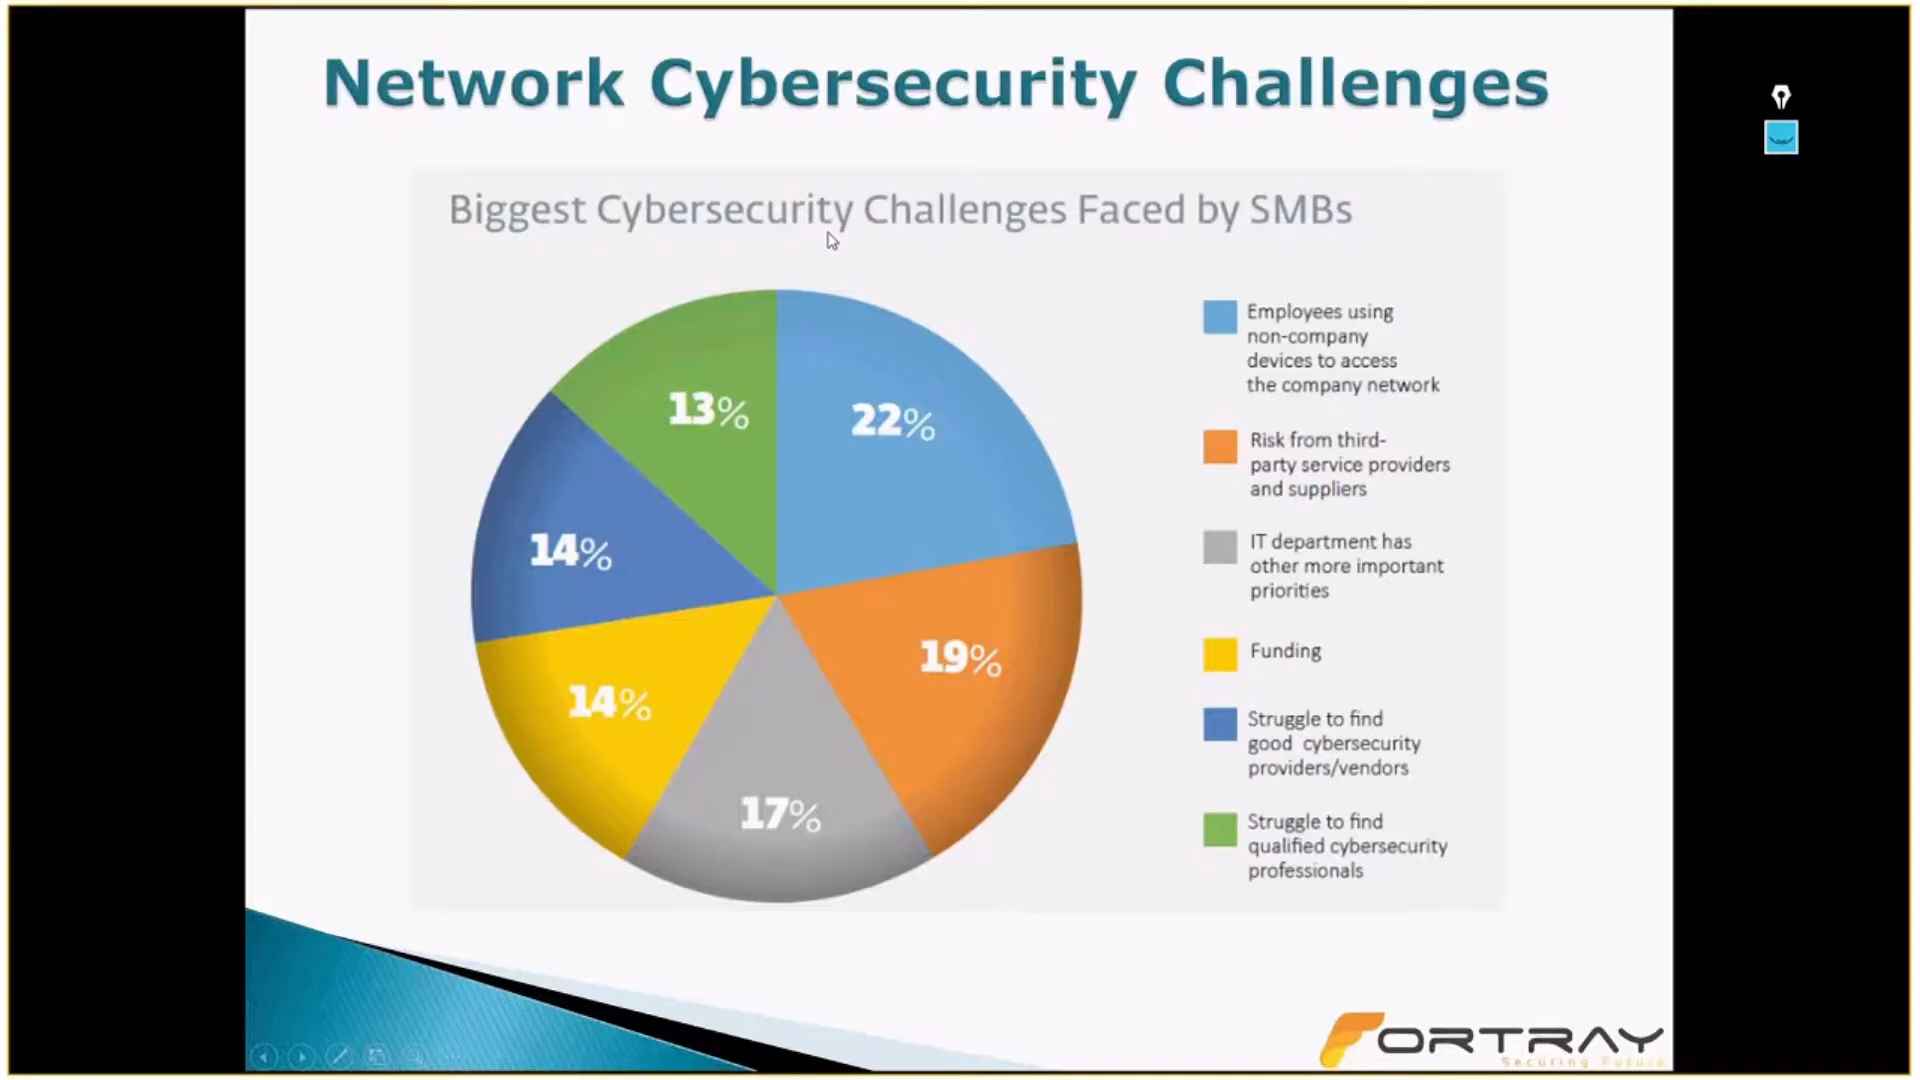 Network Cybersecurity Challenges
Biggest Cybersecurity Challenges Faced by SMBs
13%
22%
14%
19%
14%
17%
Employees using
non-company
devices to access
the company network
Risk from third-
party service providers
and suppliers
IT department has
other more important
priorities
Funding
Struggle to find
good cybersecurity
providers/vendors
Struggle to find
qualified cybersecurity
professionals
FORTRAY
Securing Future